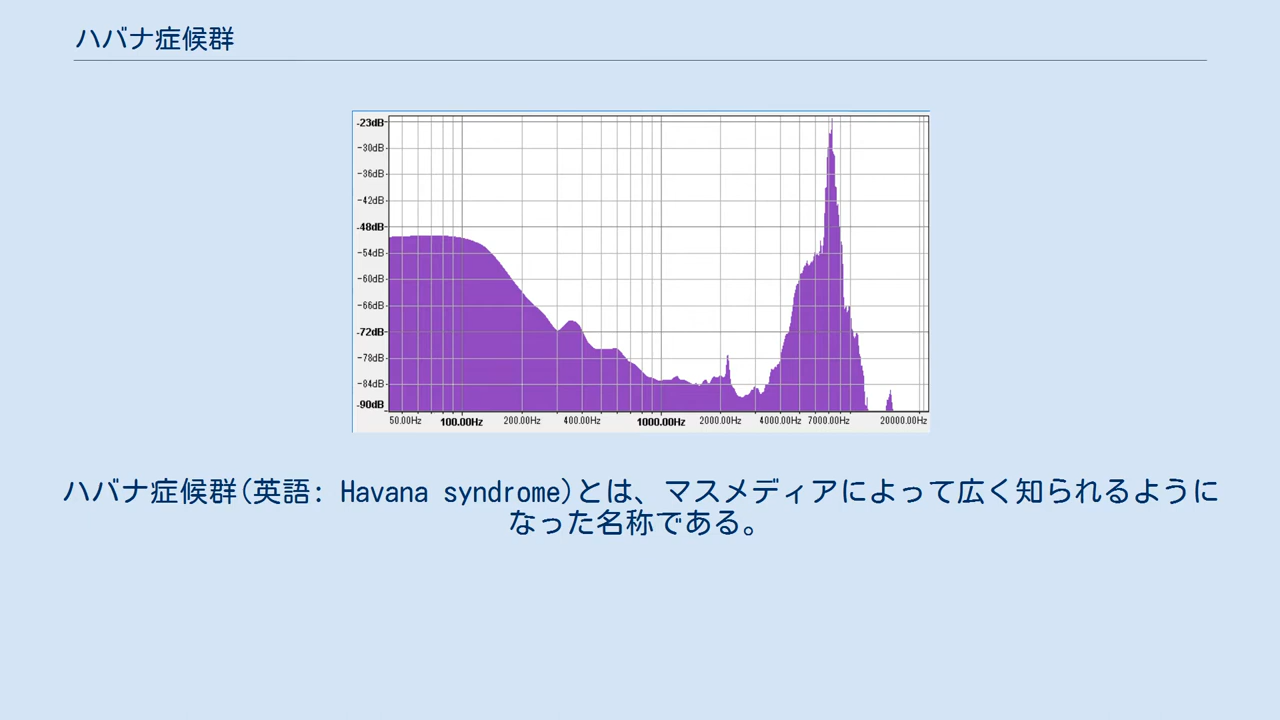 ハバナ症候群
-23dB
-30dB
-36dB
-42dB
-48dB
-54dB
-60dB
-66dB
-72dB
-78dB
-84dB
-90dB
50.00Hz 100.00Hz 200.00Hz 400.00Hz 1000.00Hz 2000.00Hz 4000.00Hz 7000.00Hz 20000.00Hz
ハバナ症候群(英語: Havana syndrome)とは、マスメディアによって広く知られるように
なった名称である。